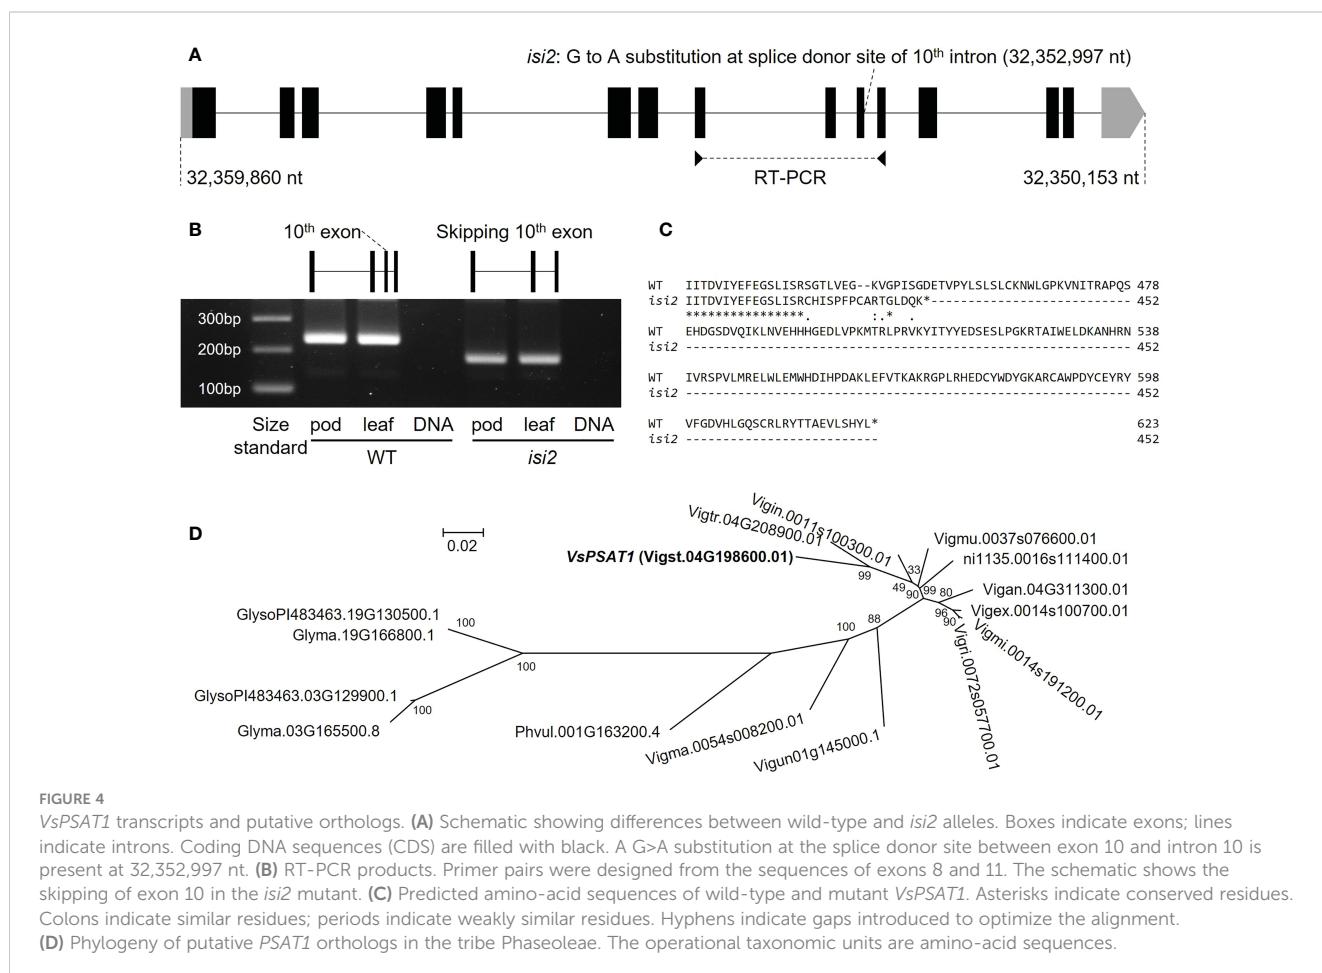 A
isi2: G to A substitution at splice donor site of 10th intron (32,352,997 nt)
32,359,860 nt
RT-PCR
32,350,153 nt
B
10th exon
Skipping 10th exon
300bp
200bp
100bp
Size standard
pod leaf DNA
WT
pod leaf DNA
isi2
C
WT IITDVIYEFEGSLISRSGTLVEG--KVGPISGDETVPYLSLSLCKNWLGPKVNITRAPQS 478
isi2 IITDVIYEFEGSLISRCHISPFPCARTGLDQK*------------------------------ 452
****************. :.* .
WT EHDGSDVQIKLNVEHHHGEDLVPKMTRLPRVKYITYYEDSESLPGKRTAIWELDKANHRN 538
isi2 ------------------------------------------------------------ 452
WT IVRSPVLMRELWLEMWHDIHPDAKLEFVTKAKRGPLRHEDCYWDYGKARCAWPDYCEYRY 598
isi2 ------------------------------------------------------------ 452
WT VFGDVHLGQSCRLRYTTAEVLSHYL* 623
isi2 -------------------------- 452
D
0.02
Vigin.0011s100300.01
Vigtr.04G208900.01
VsPSAT1 (Vigst.04G198600.01)
Vigmu.0037s076600.01
ni1135.0016s111400.01
Vigan.04G311300.01
Vigex.0014s100700.01
Vigmi.0014s191200.01
Vigri.0072s057700.01
99
33
49
90
99
80
96
90
88
100
GlysoPI483463.19G130500.1
100
Glyma.19G166800.1
100
GlysoPI483463.03G129900.1
100
Glyma.03G165500.8
Phvul.001G163200.4
Vigma.0054s008200.01
Vigun01g145000.1
FIGURE 4
VsPSAT1 transcripts and putative orthologs. (A) Schematic showing differences between wild-type and isi2 alleles. Boxes indicate exons; lines
indicate introns. Coding DNA sequences (CDS) are filled with black. A G>A substitution at the splice donor site between exon 10 and intron 10 is
present at 32,352,997 nt. (B) RT-PCR products. Primer pairs were designed from the sequences of exons 8 and 11. The schematic shows the
skipping of exon 10 in the isi2 mutant. (C) Predicted amino-acid sequences of wild-type and mutant VsPSAT1. Asterisks indicate conserved residues.
Colons indicate similar residues; periods indicate weakly similar residues. Hyphens indicate gaps introduced to optimize the alignment.
(D) Phylogeny of putative PSAT1 orthologs in the tribe Phaseoleae. The operational taxonomic units are amino-acid sequences.